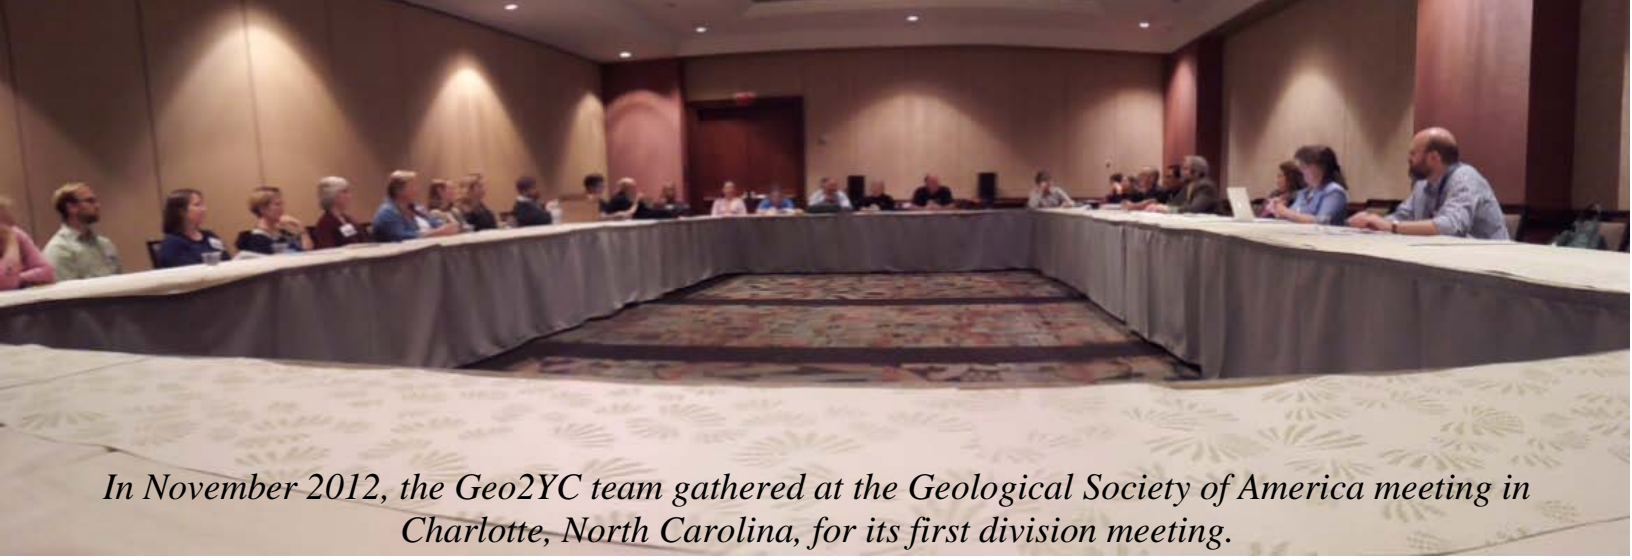 In November 2012, the Geo2YC team gathered at the Geological Society of America meeting in
Charlotte, North Carolina, for its first division meeting.